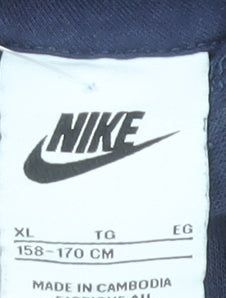 NIKE
XL TG EG
158-170 CM
MADE IN CAMBODIA